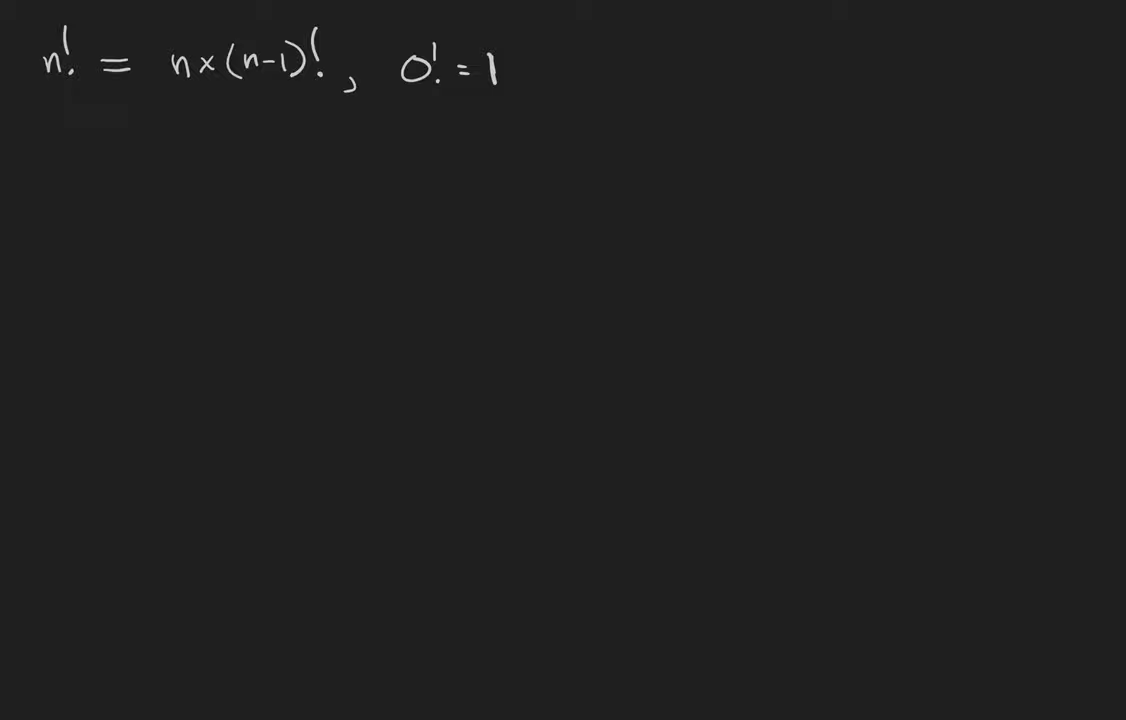 n! = n×(n-1)!, 0! = 1